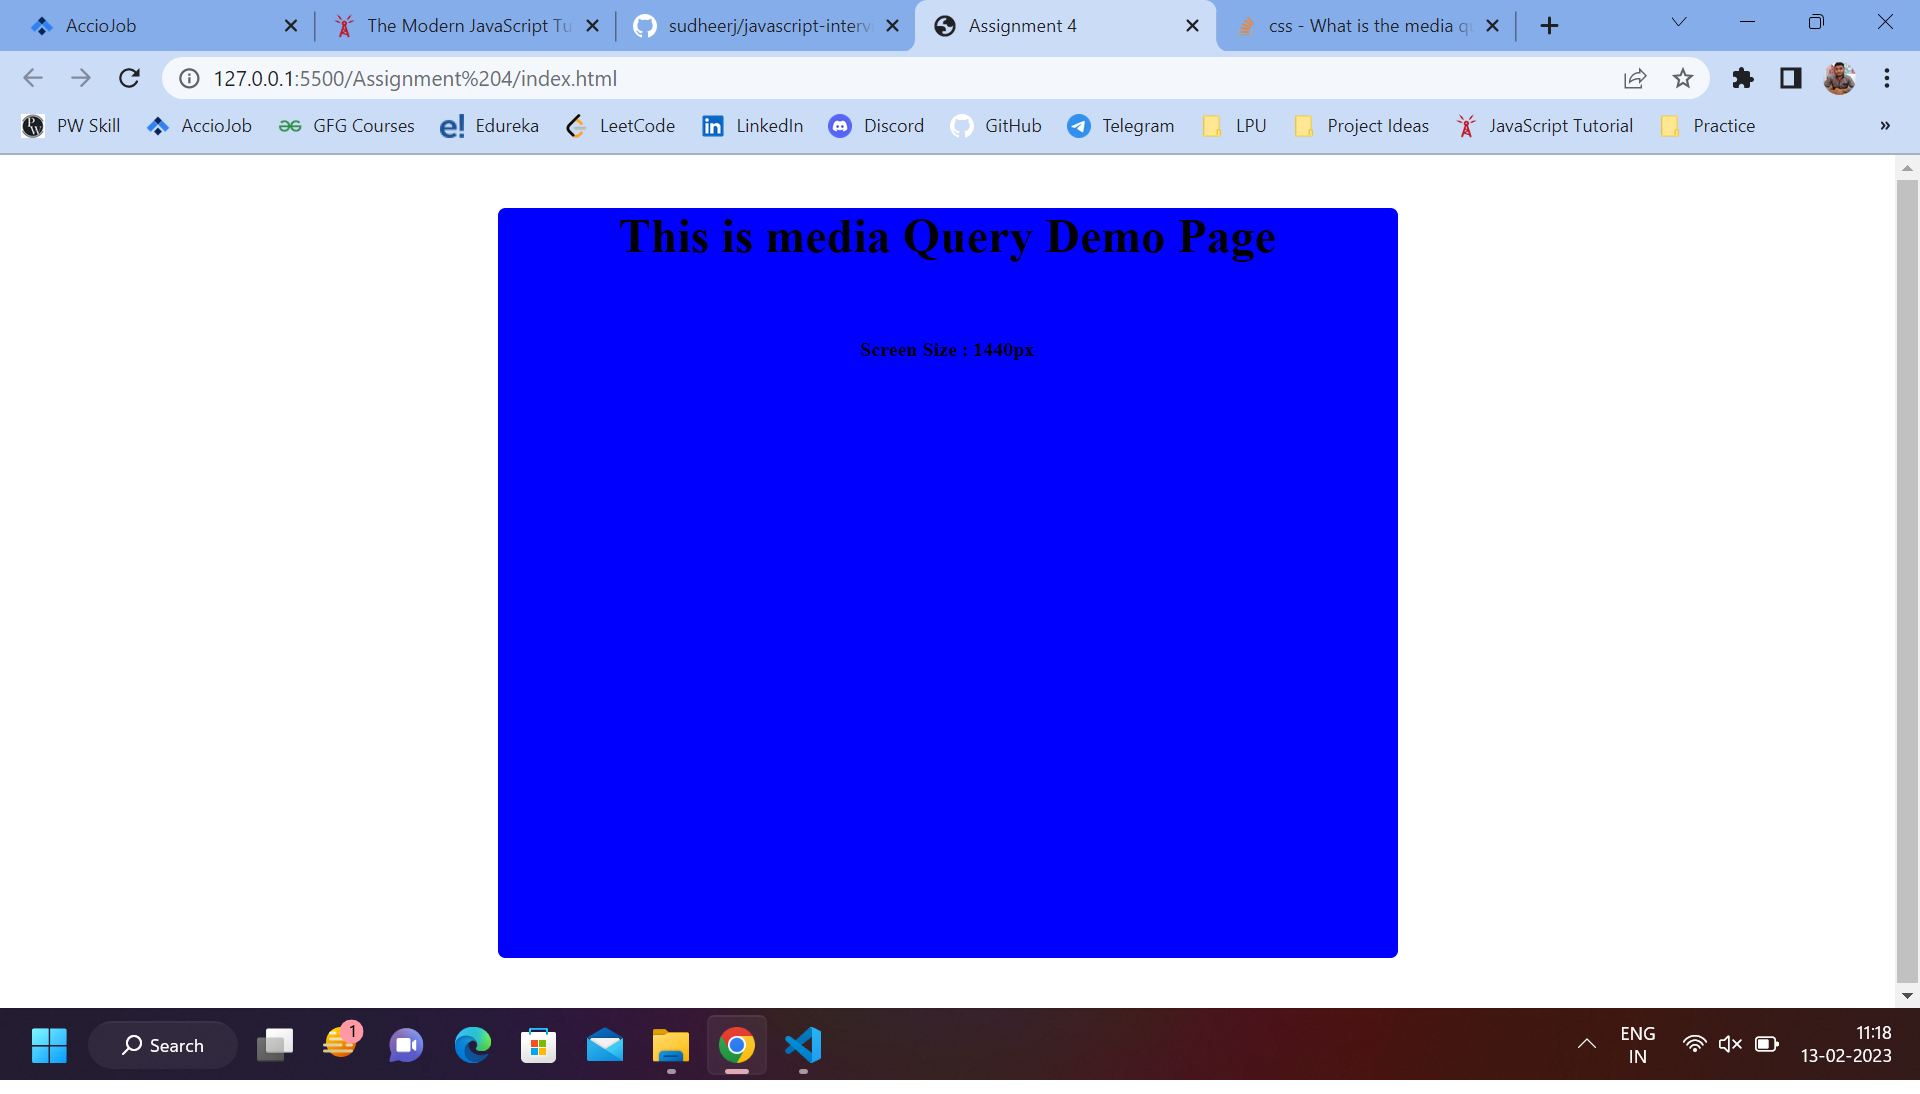 AccioJob
The Modern JavaScript Tu
sudheerj/javascript-interv
Assignment 4
css - What is the media q
127.0.0.1:5500/Assignment%204/index.html
PW Skill
AccioJob
GFG Courses
e! Edureka
LeetCode
in LinkedIn
Discord
GitHub
Telegram
LPU
Project Ideas
JavaScript Tutorial
Practice
»
This is media Query Demo Page
Screen Size : 1440px
Search
1
ENG
IN
11:18
13-02-2023